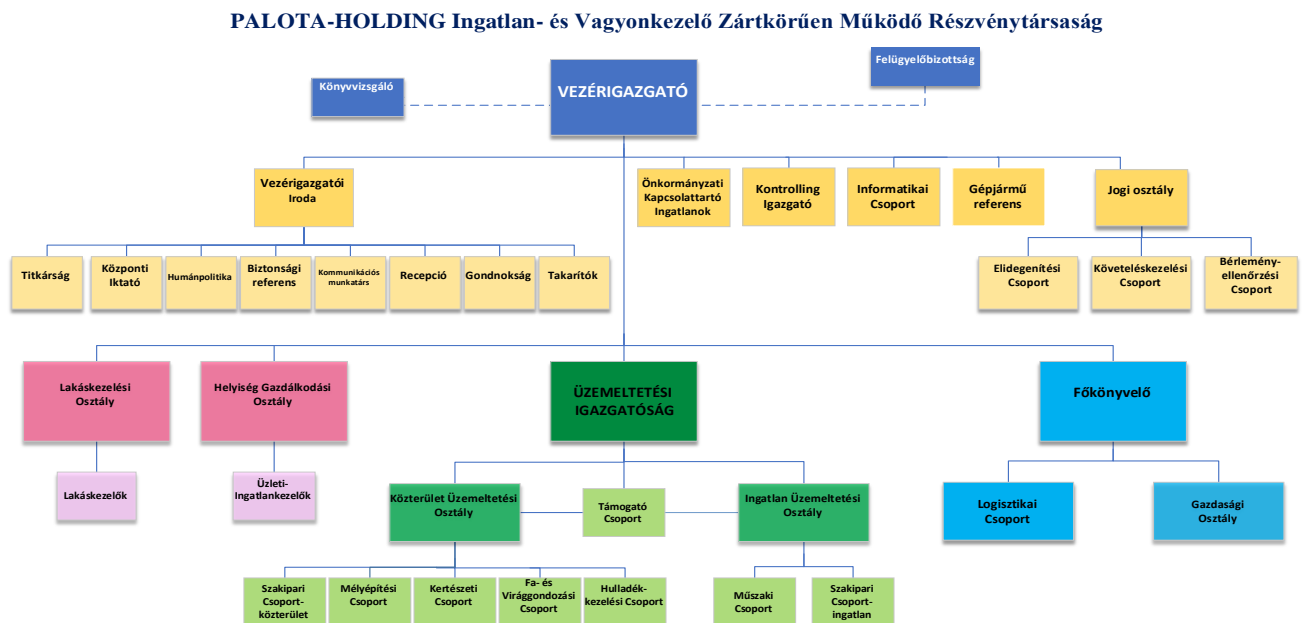 PALOTA-HOLDING Ingatlan- és Vagyonkezelő Zártkörűen Működő Részvénytársaság
Felügyelőbizottság
Könyvvizsgáló
VEZÉRIGAZGATÓ
Vezérigazgatói
Iroda
Önkormányzati
Kapcsolattartó
Ingatlanok
Kontrolling
Igazgató
Informatikai
Csoport
Gépjármű
referens
Jogi osztály
Titkárság
Központi
Iktató
Humánpolitika
Biztonsági
referens
Kommunikációs
munkatárs
Recepció
Gondnokság
Takarítók
Elidegenítési
Csoport
Követeléskezelési
Csoport
Bérlemény-
ellenőrzési
Csoport
Lakáskezelési
Osztály
Helyiség Gazdálkodási
Osztály
ÜZEMELTETÉSI
IGAZGATÓSÁG
Főkönyvelő
Lakáskezelők
Üzleti-
Ingatlankezelők
Közterület Üzemeltetési
Osztály
Támogató
Csoport
Ingatlan Üzemeltetési
Osztály
Logisztikai
Csoport
Gazdasági
Osztály
Szakipari
Csoport-
közterület
Mélyépítési
Csoport
Kertészeti
Csoport
Fa- és
Virággondozási
Csoport
Hulladék-
kezelési Csoport
Műszaki
Csoport
Szakipari
Csoport-
ingatlan